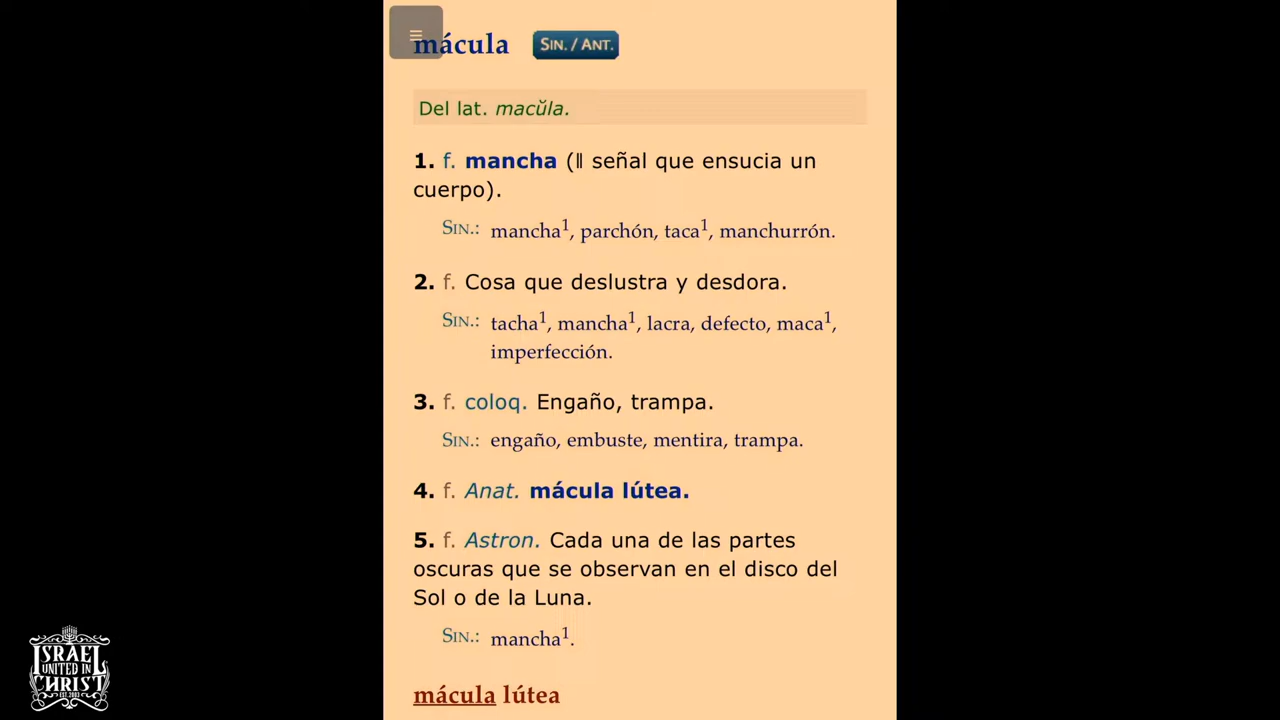 ≡
mácula SIN. / ANT.
Del lat. macŭla.
1. f. mancha (‖ señal que ensucia un
cuerpo).
SIN.: mancha¹, parchón, taca¹, manchurrón.
2. f. Cosa que deslustra y desdora.
SIN.: tacha¹, mancha¹, lacra, defecto, maca¹,
imperfección.
3. f. coloq. Engaño, trampa.
SIN.: engaño, embuste, mentira, trampa.
4. f. Anat. mácula lútea.
5. f. Astron. Cada una de las partes
oscuras que se observan en el disco del
Sol o de la Luna.
SIN.: mancha¹.
mácula lútea
ISRAEL
UNITED IN
CHRIST
EST. 2003